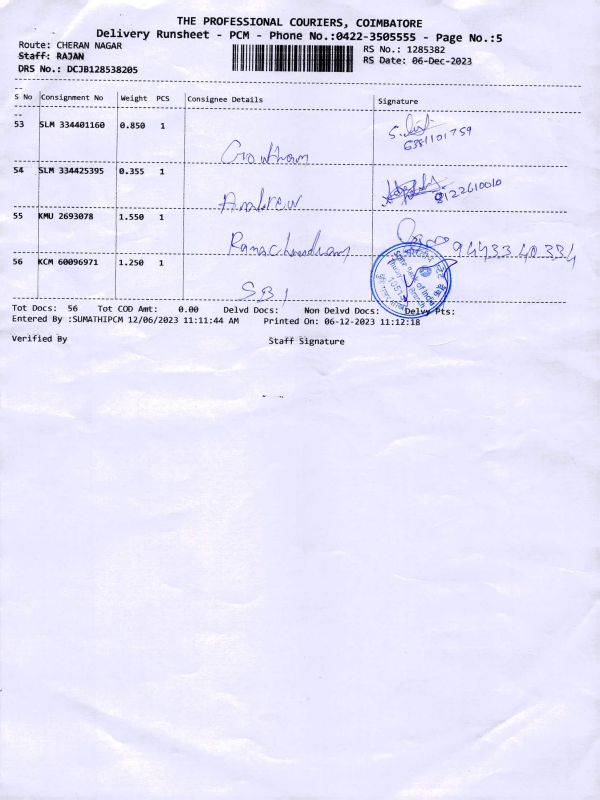 THE PROFESSIONAL COURIERS, COIMBATORE
Delivery Runsheet - PCM - Phone No.:0422-3505555 - Page No.:5
Route: CHERAN NAGAR RS No.: 1285382
Staff: RAJAN RS Date: 06-Dec-2023
DRS No.: DCJB128538205
S No Consignment No Weight PCS Consignee Details Signature
53 SLM 334401160 0.850 1
Gowtham
54 SLM 334425395 0.355 1
Andrew 8122610010
55 KMU 2693078 1.550 1
Ramachandhran 94433 40334
56 KCM 60096971 1.250 1
SBI
Tot Docs: 56 Tot COD Amt: 0.00 Delvd Docs: Non Delvd Docs: Delvy Pts:
Entered By :SUMATHIPCM 12/06/2023 11:11:44 AM Printed On: 06-12-2023 11:12:18
Verified By Staff Signature